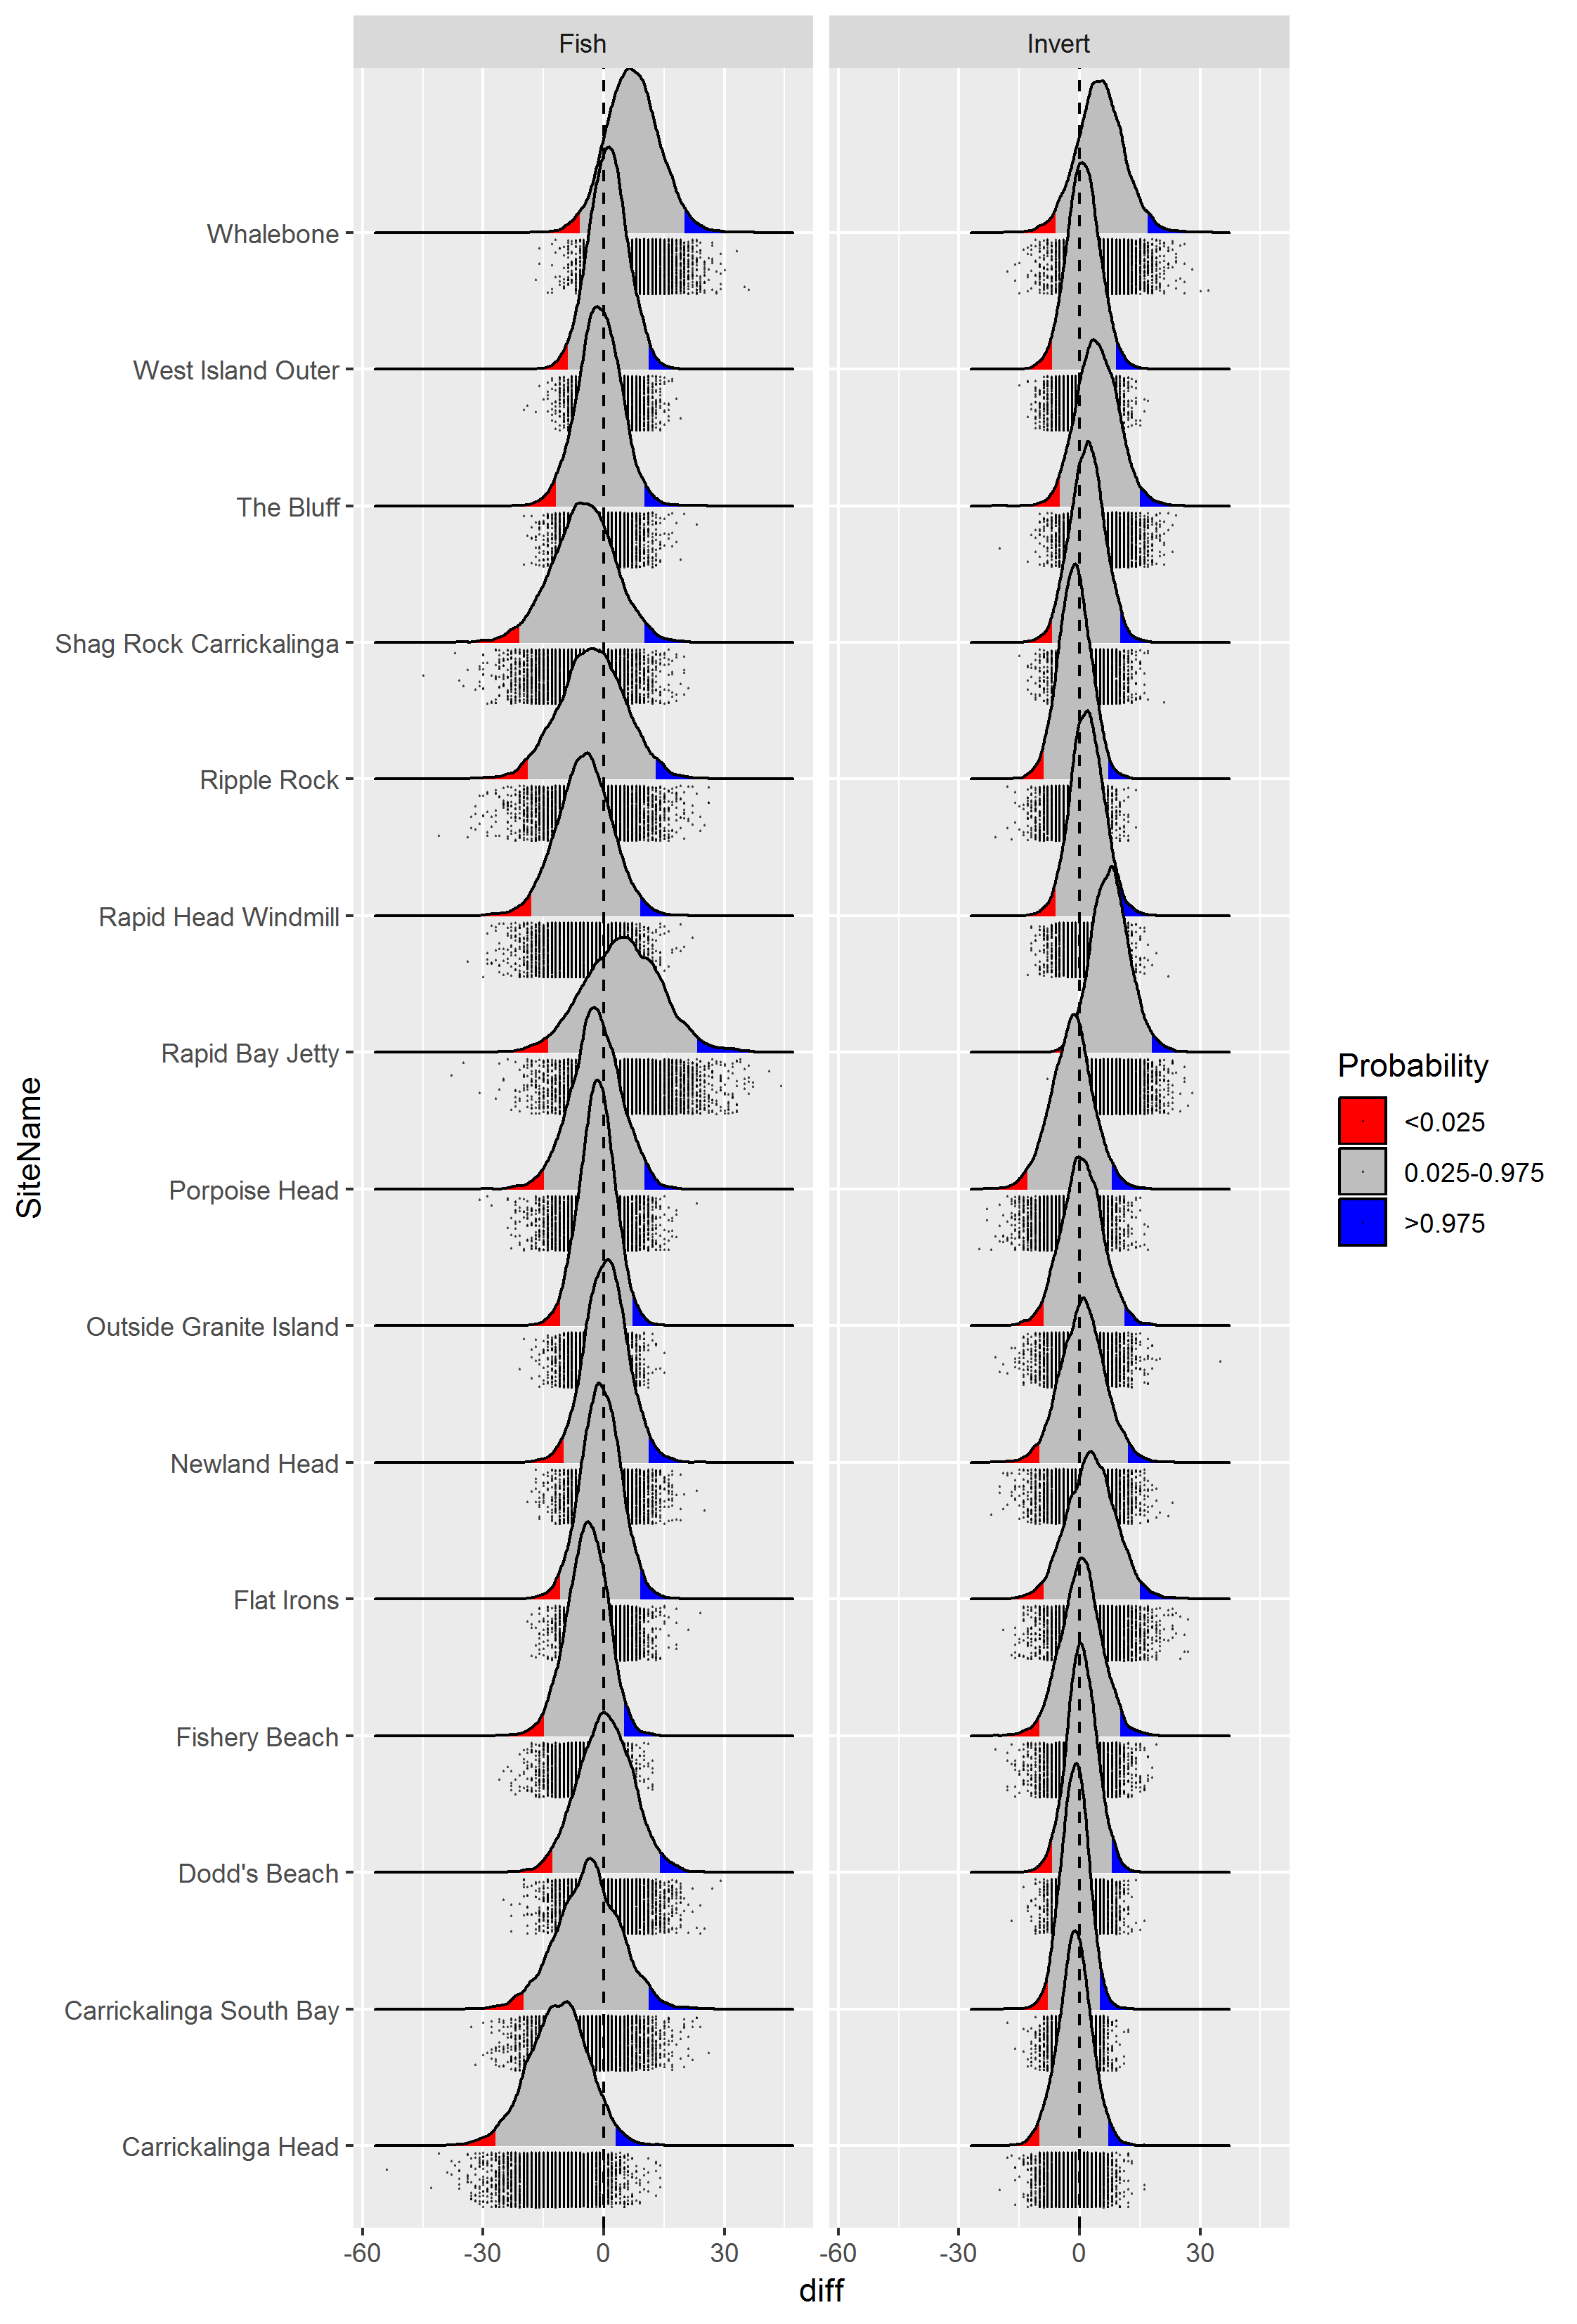 Fish
Invert
Whalebone
West Island Outer
The Bluff
Shag Rock Carrickalinga
Ripple Rock
Rapid Head Windmill
Rapid Bay Jetty
Porpoise Head
Outside Granite Island
Newland Head
Flat Irons
Fishery Beach
Dodd's Beach
Carrickalinga South Bay
Carrickalinga Head
SiteName
-60 -30 0 30
-60 -30 0 30
diff
Probability
<0.025
0.025-0.975
>0.975